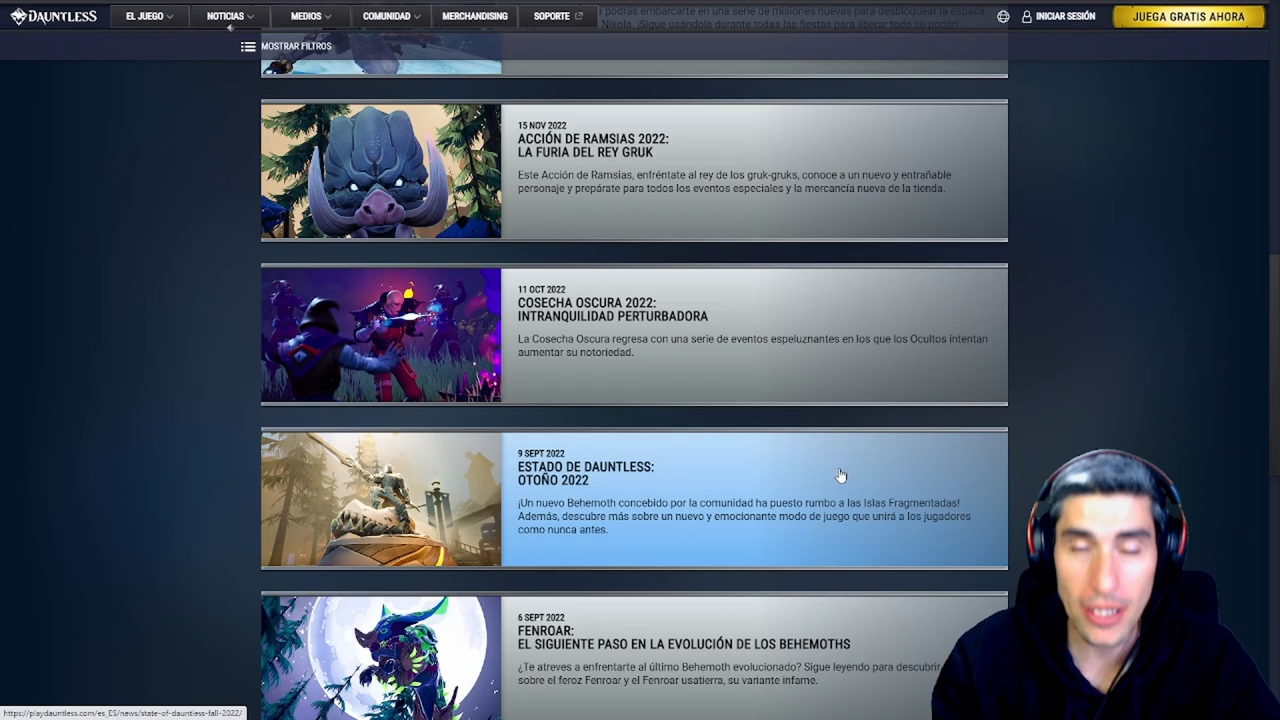 DAUNTLESS
EL JUEGO
NOTICIAS
MEDIOS
COMUNIDAD
MERCHANDISING
SOPORTE
INICIAR SESIÓN
JUEGA GRATIS AHORA
podrás embarcarte en una serie de misiones nuevas para desbloquear la espada
Nikola. ¡Sigue usándola durante todas las fiestas para liberar todo su poder!
MOSTRAR FILTROS
15 NOV 2022
ACCIÓN DE RAMSIAS 2022:
LA FURIA DEL REY GRUK
Este Acción de Ramsias, enfréntate al rey de los gruk-gruks, conoce a un nuevo y entrañable
personaje y prepárate para todos los eventos especiales y la mercancía nueva de la tienda.
11 OCT 2022
COSECHA OSCURA 2022:
INTRANQUILIDAD PERTURBADORA
La Cosecha Oscura regresa con una serie de eventos espeluznantes en los que los Ocultos intentan
aumentar su notoriedad.
9 SEPT 2022
ESTADO DE DAUNTLESS:
OTOÑO 2022
¡Un nuevo Behemoth concebido por la comunidad ha puesto rumbo a las Islas Fragmentadas!
Además, descubre más sobre un nuevo y emocionante modo de juego que unirá a los jugadores
como nunca antes.
6 SEPT 2022
FENROAR:
EL SIGUIENTE PASO EN LA EVOLUCIÓN DE LOS BEHEMOTHS
¿Te atreves a enfrentarte al último Behemoth evolucionado? Sigue leyendo para descubrir
sobre el feroz Fenroar y el Fenroar usatierra, su variante infame.
https://playdauntless.com/es_ES/news/state-of-dauntless-fall-2022/